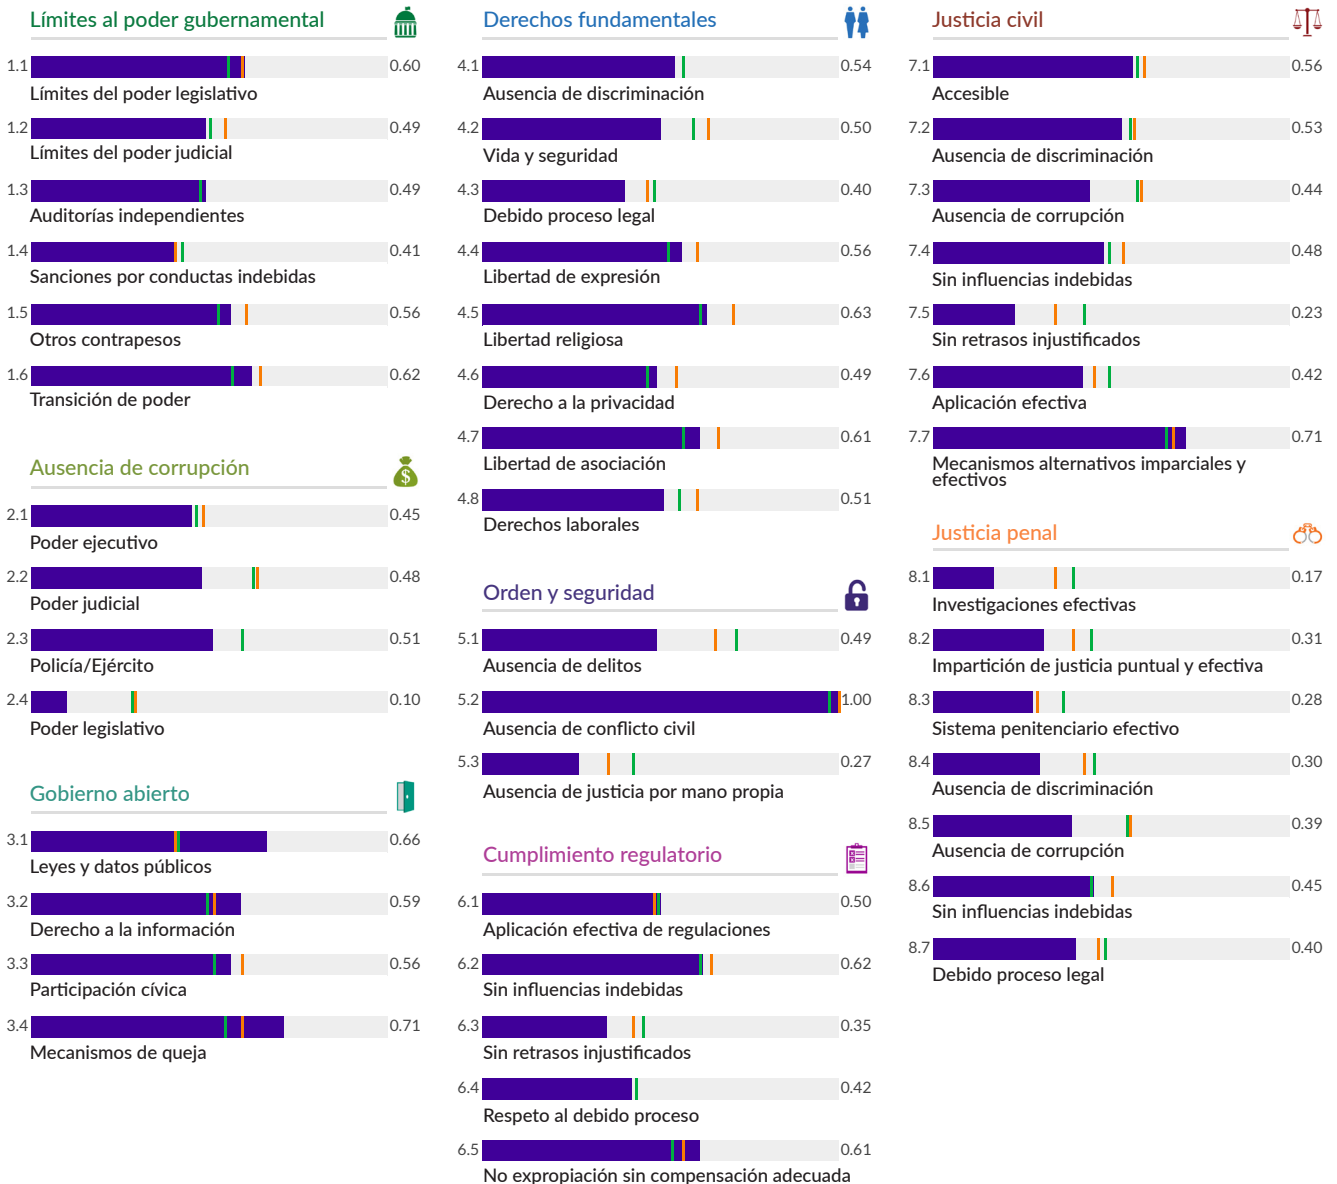 Límites al poder gubernamental
1.1 0.60
Límites del poder legislativo
1.2 0.49
Límites del poder judicial
1.3 0.49
Auditorías independientes
1.4 0.41
Sanciones por conductas indebidas
1.5 0.56
Otros contrapesos
1.6 0.62
Transición de poder
Ausencia de corrupción
$
2.1 0.45
Poder ejecutivo
2.2 0.48
Poder judicial
2.3 0.51
Policía/Ejército
2.4 0.10
Poder legislativo
Gobierno abierto
3.1 0.66
Leyes y datos públicos
3.2 0.59
Derecho a la información
3.3 0.56
Participación cívica
3.4 0.71
Mecanismos de queja
Derechos fundamentales
4.1 0.54
Ausencia de discriminación
4.2 0.50
Vida y seguridad
4.3 0.40
Debido proceso legal
4.4 0.56
Libertad de expresión
4.5 0.63
Libertad religiosa
4.6 0.49
Derecho a la privacidad
4.7 0.61
Libertad de asociación
4.8 0.51
Derechos laborales
Orden y seguridad
5.1 0.49
Ausencia de delitos
5.2 1.00
Ausencia de conflicto civil
5.3 0.27
Ausencia de justicia por mano propia
Cumplimiento regulatorio
6.1 0.50
Aplicación efectiva de regulaciones
6.2 0.62
Sin influencias indebidas
6.3 0.35
Sin retrasos injustificados
6.4 0.42
Respeto al debido proceso
6.5 0.61
No expropiación sin compensación adecuada
Justicia civil
7.1 0.56
Accesible
7.2 0.53
Ausencia de discriminación
7.3 0.44
Ausencia de corrupción
7.4 0.48
Sin influencias indebidas
7.5 0.23
Sin retrasos injustificados
7.6 0.42
Aplicación efectiva
7.7 0.71
Mecanismos alternativos imparciales y
efectivos
Justicia penal
8.1 0.17
Investigaciones efectivas
8.2 0.31
Impartición de justicia puntual y efectiva
8.3 0.28
Sistema penitenciario efectivo
8.4 0.30
Ausencia de discriminación
8.5 0.39
Ausencia de corrupción
8.6 0.45
Sin influencias indebidas
8.7 0.40
Debido proceso legal